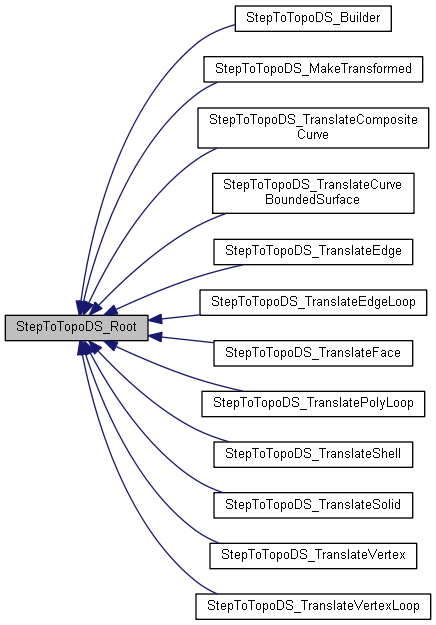 StepToTopoDS_Builder
StepToTopoDS_MakeTransformed
StepToTopoDS_TranslateComposite
Curve
StepToTopoDS_TranslateCurve
BoundedSurface
StepToTopoDS_TranslateEdge
StepToTopoDS_TranslateEdgeLoop
StepToTopoDS_Root
StepToTopoDS_TranslateFace
StepToTopoDS_TranslatePolyLoop
StepToTopoDS_TranslateShell
StepToTopoDS_TranslateSolid
StepToTopoDS_TranslateVertex
StepToTopoDS_TranslateVertexLoop